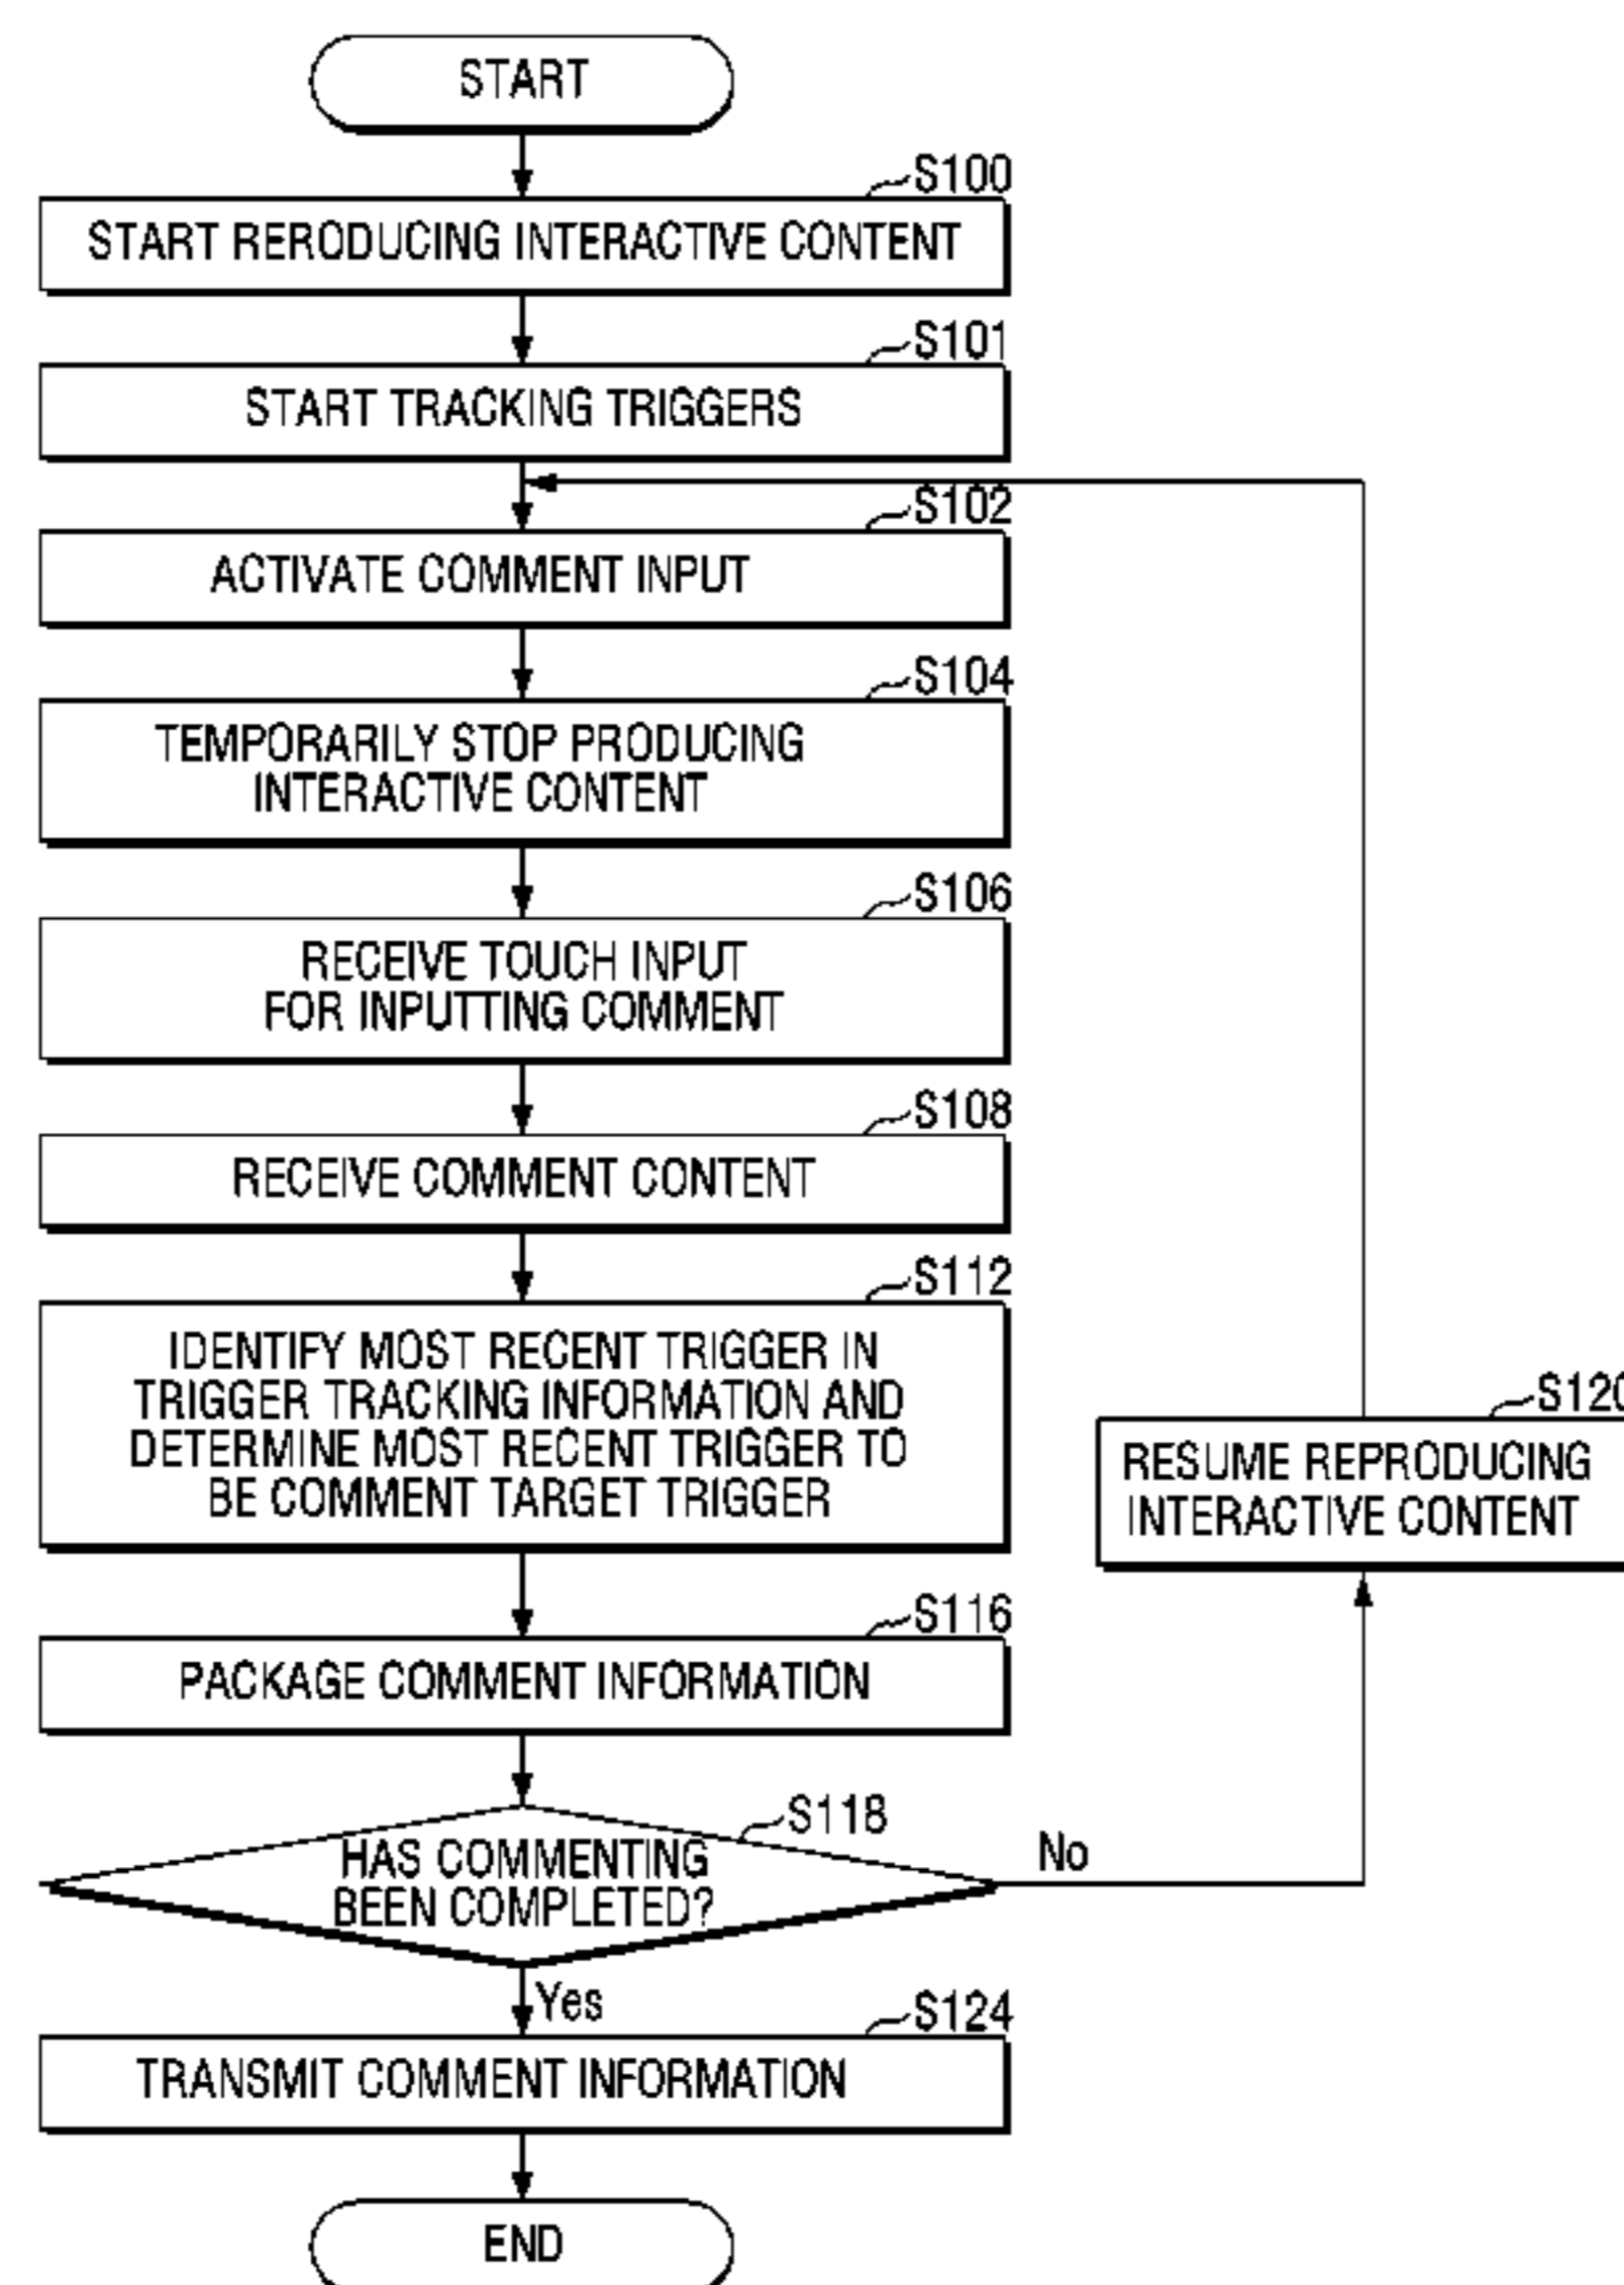 START
S100
START RERODUCING INTERACTIVE CONTENT
S101
START TRACKING TRIGGERS
S102
ACTIVATE COMMENT INPUT
S104
TEMPORARILY STOP PRODUCING
INTERACTIVE CONTENT
S106
RECEIVE TOUCH INPUT
FOR INPUTTING COMMENT
S108
RECEIVE COMMENT CONTENT
S112
IDENTIFY MOST RECENT TRIGGER IN
TRIGGER TRACKING INFORMATION AND
DETERMINE MOST RECENT TRIGGER TO
BE COMMENT TARGET TRIGGER
S120
RESUME REPRODUCING
INTERACTIVE CONTENT
S116
PACKAGE COMMENT INFORMATION
S118
HAS COMMENTING
BEEN COMPLETED?
No
Yes
S124
TRANSMIT COMMENT INFORMATION
END